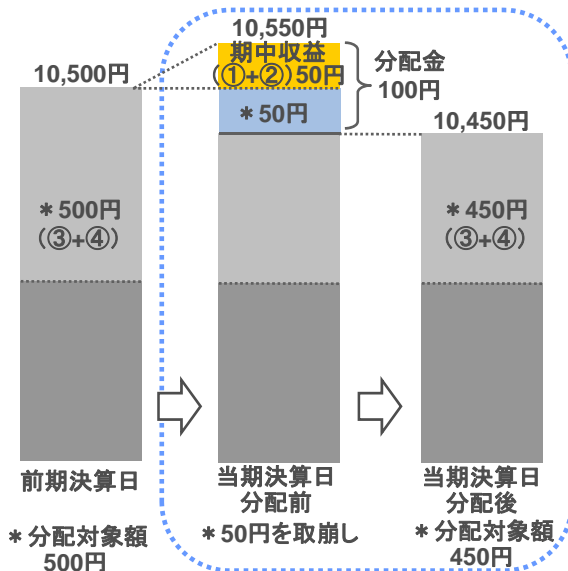 10,500円
＊500円
（③+④）
前期決算日
＊分配対象額
500円
10,550円
期中収益
（①+②）50円
＊50円
分配金
100円
当期決算日
分配前
＊50円を取崩し
10,450円
＊450円
（③+④）
当期決算日
分配後
＊分配対象額
450円